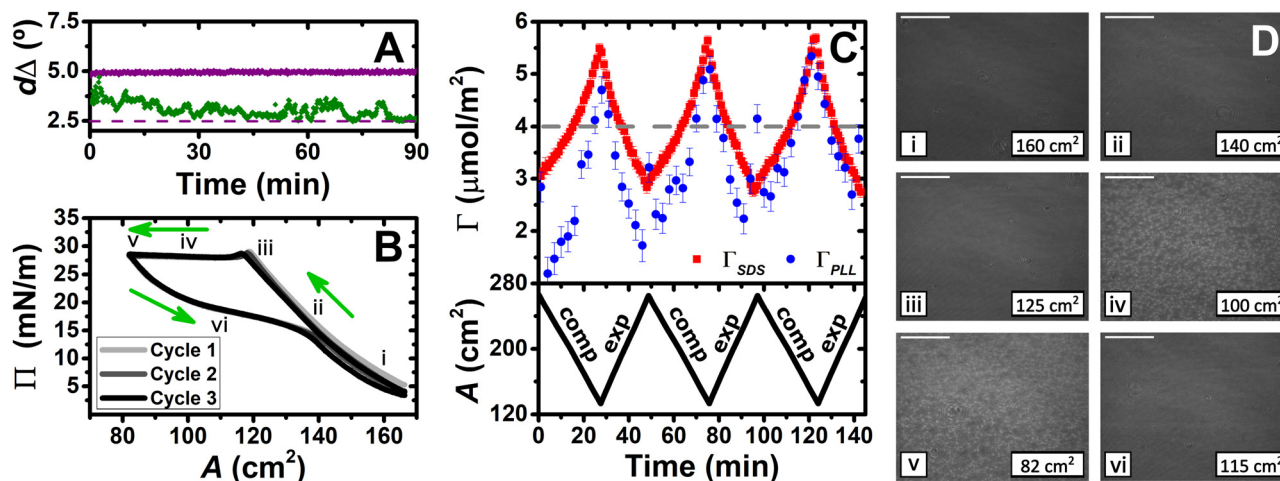 A
dΔ (º)
5.0
2.5
0 30 60 90
Time (min)
B
Π (mN/m)
35
30
25
20
15
10
5
v iv iii
ii
vi
i
Cycle 1
Cycle 2
Cycle 3
80 100 120 140 160
A (cm²)
C
Γ (μmol/m²)
6
5
4
3
2
Γ_SDS Γ_PLL
A (cm²)
280
200
120
comp exp comp exp comp exp
0 20 40 60 80 100 120 140
Time (min)
D
i 160 cm²
ii 140 cm²
iii 125 cm²
iv 100 cm²
v 82 cm²
vi 115 cm²